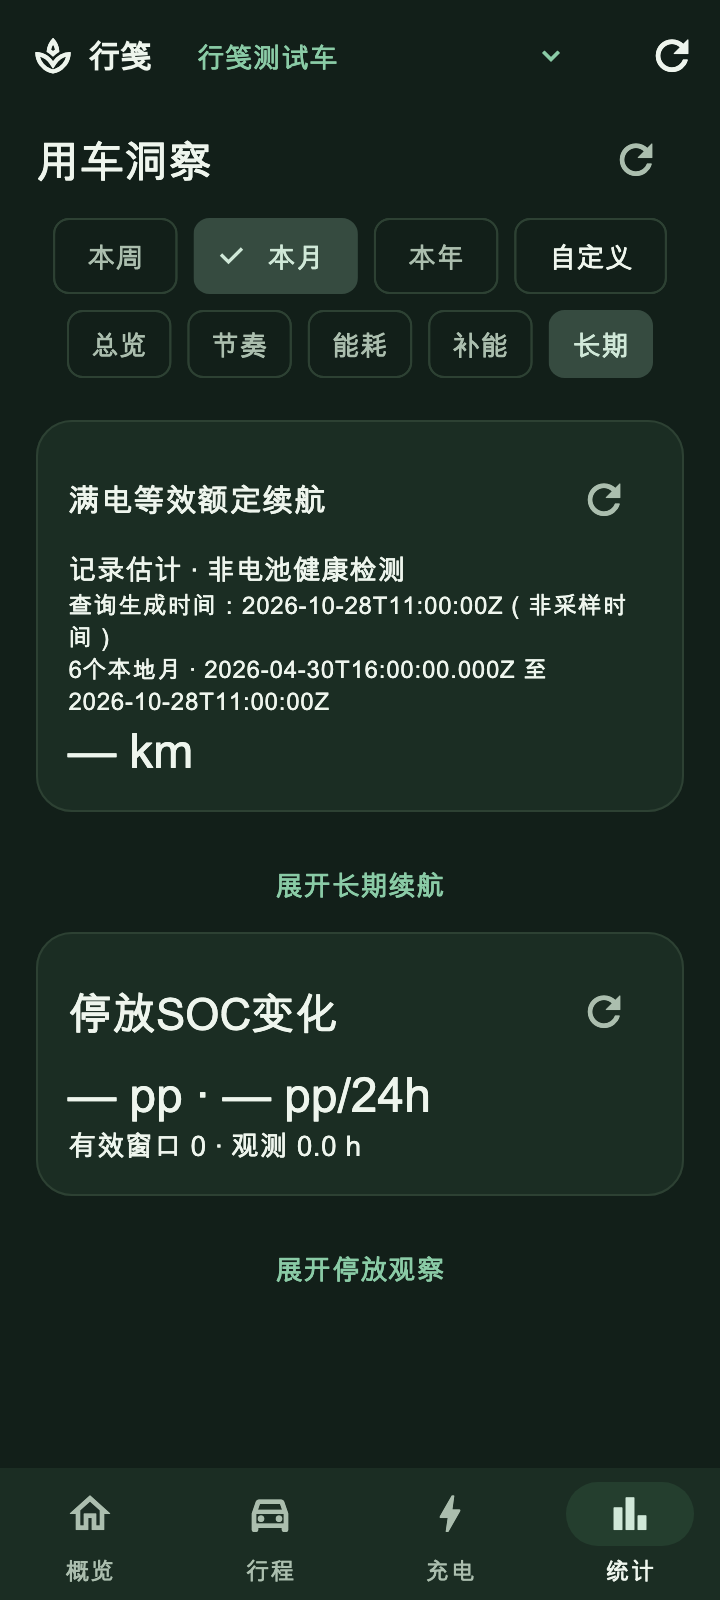 行笺 行笺测试车
用车洞察
本周 本月 本年 自定义
总览 节奏 能耗 补能 长期
满电等效额定续航
记录估计 · 非电池健康检测
查询生成时间：2026-10-28T11:00:00Z（非采样时
间）
6个本地月 · 2026-04-30T16:00:00.000Z 至
2026-10-28T11:00:00Z
— km
展开长期续航
停放SOC变化
— pp · — pp/24h
有效窗口 0 · 观测 0.0 h
展开停放观察
概览 行程 充电 统计